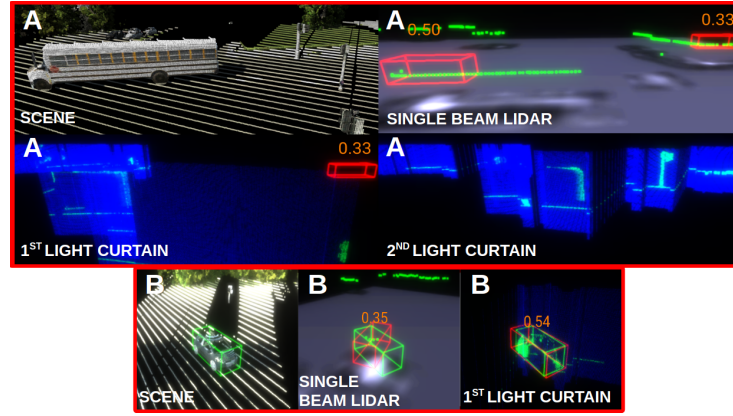 A
SCENE
A
0.50
0.33
SINGLE BEAM LIDAR
A
0.33
1ST LIGHT CURTAIN
A
2ND LIGHT CURTAIN
B
SCENE
B
0.35
SINGLE
BEAM LIDAR
B
0.54
1ST LIGHT CURTAIN